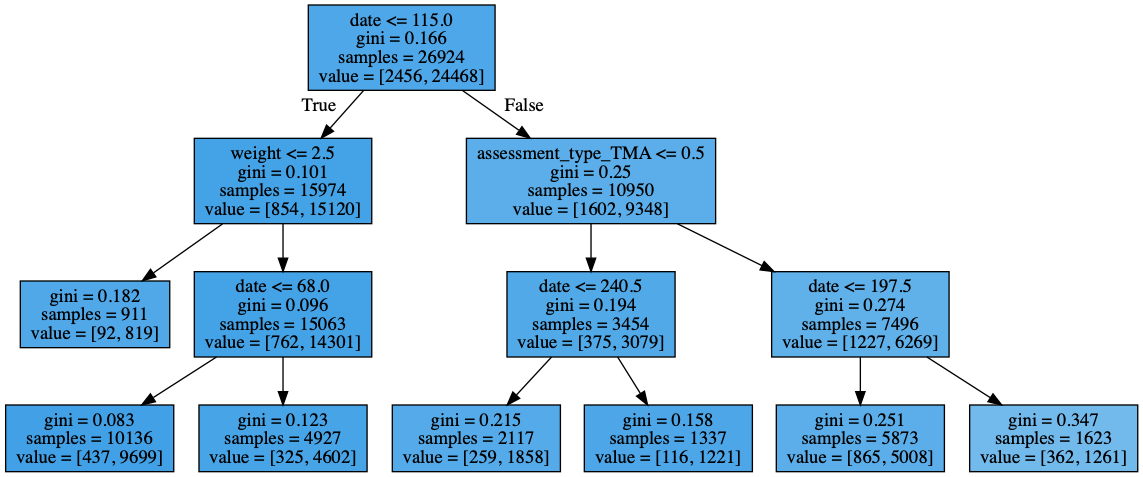 date <= 115.0
gini = 0.166
samples = 26924
value = [2456, 24468]
True
False
weight <= 2.5
gini = 0.101
samples = 15974
value = [854, 15120]
assessment_type_TMA <= 0.5
gini = 0.25
samples = 10950
value = [1602, 9348]
gini = 0.182
samples = 911
value = [92, 819]
date <= 68.0
gini = 0.096
samples = 15063
value = [762, 14301]
date <= 240.5
gini = 0.194
samples = 3454
value = [375, 3079]
date <= 197.5
gini = 0.274
samples = 7496
value = [1227, 6269]
gini = 0.083
samples = 10136
value = [437, 9699]
gini = 0.123
samples = 4927
value = [325, 4602]
gini = 0.215
samples = 2117
value = [259, 1858]
gini = 0.158
samples = 1337
value = [116, 1221]
gini = 0.251
samples = 5873
value = [865, 5008]
gini = 0.347
samples = 1623
value = [362, 1261]